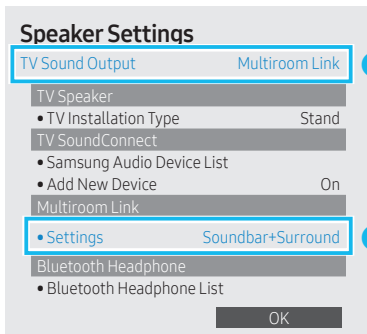 Speaker Settings
TV Sound Output Multiroom Link
TV Speaker
• TV Installation Type Stand
TV SoundConnect
• Samsung Audio Device List
• Add New Device On
Multiroom Link
• Settings Soundbar+Surround
Bluetooth Headphone
• Bluetooth Headphone List
OK